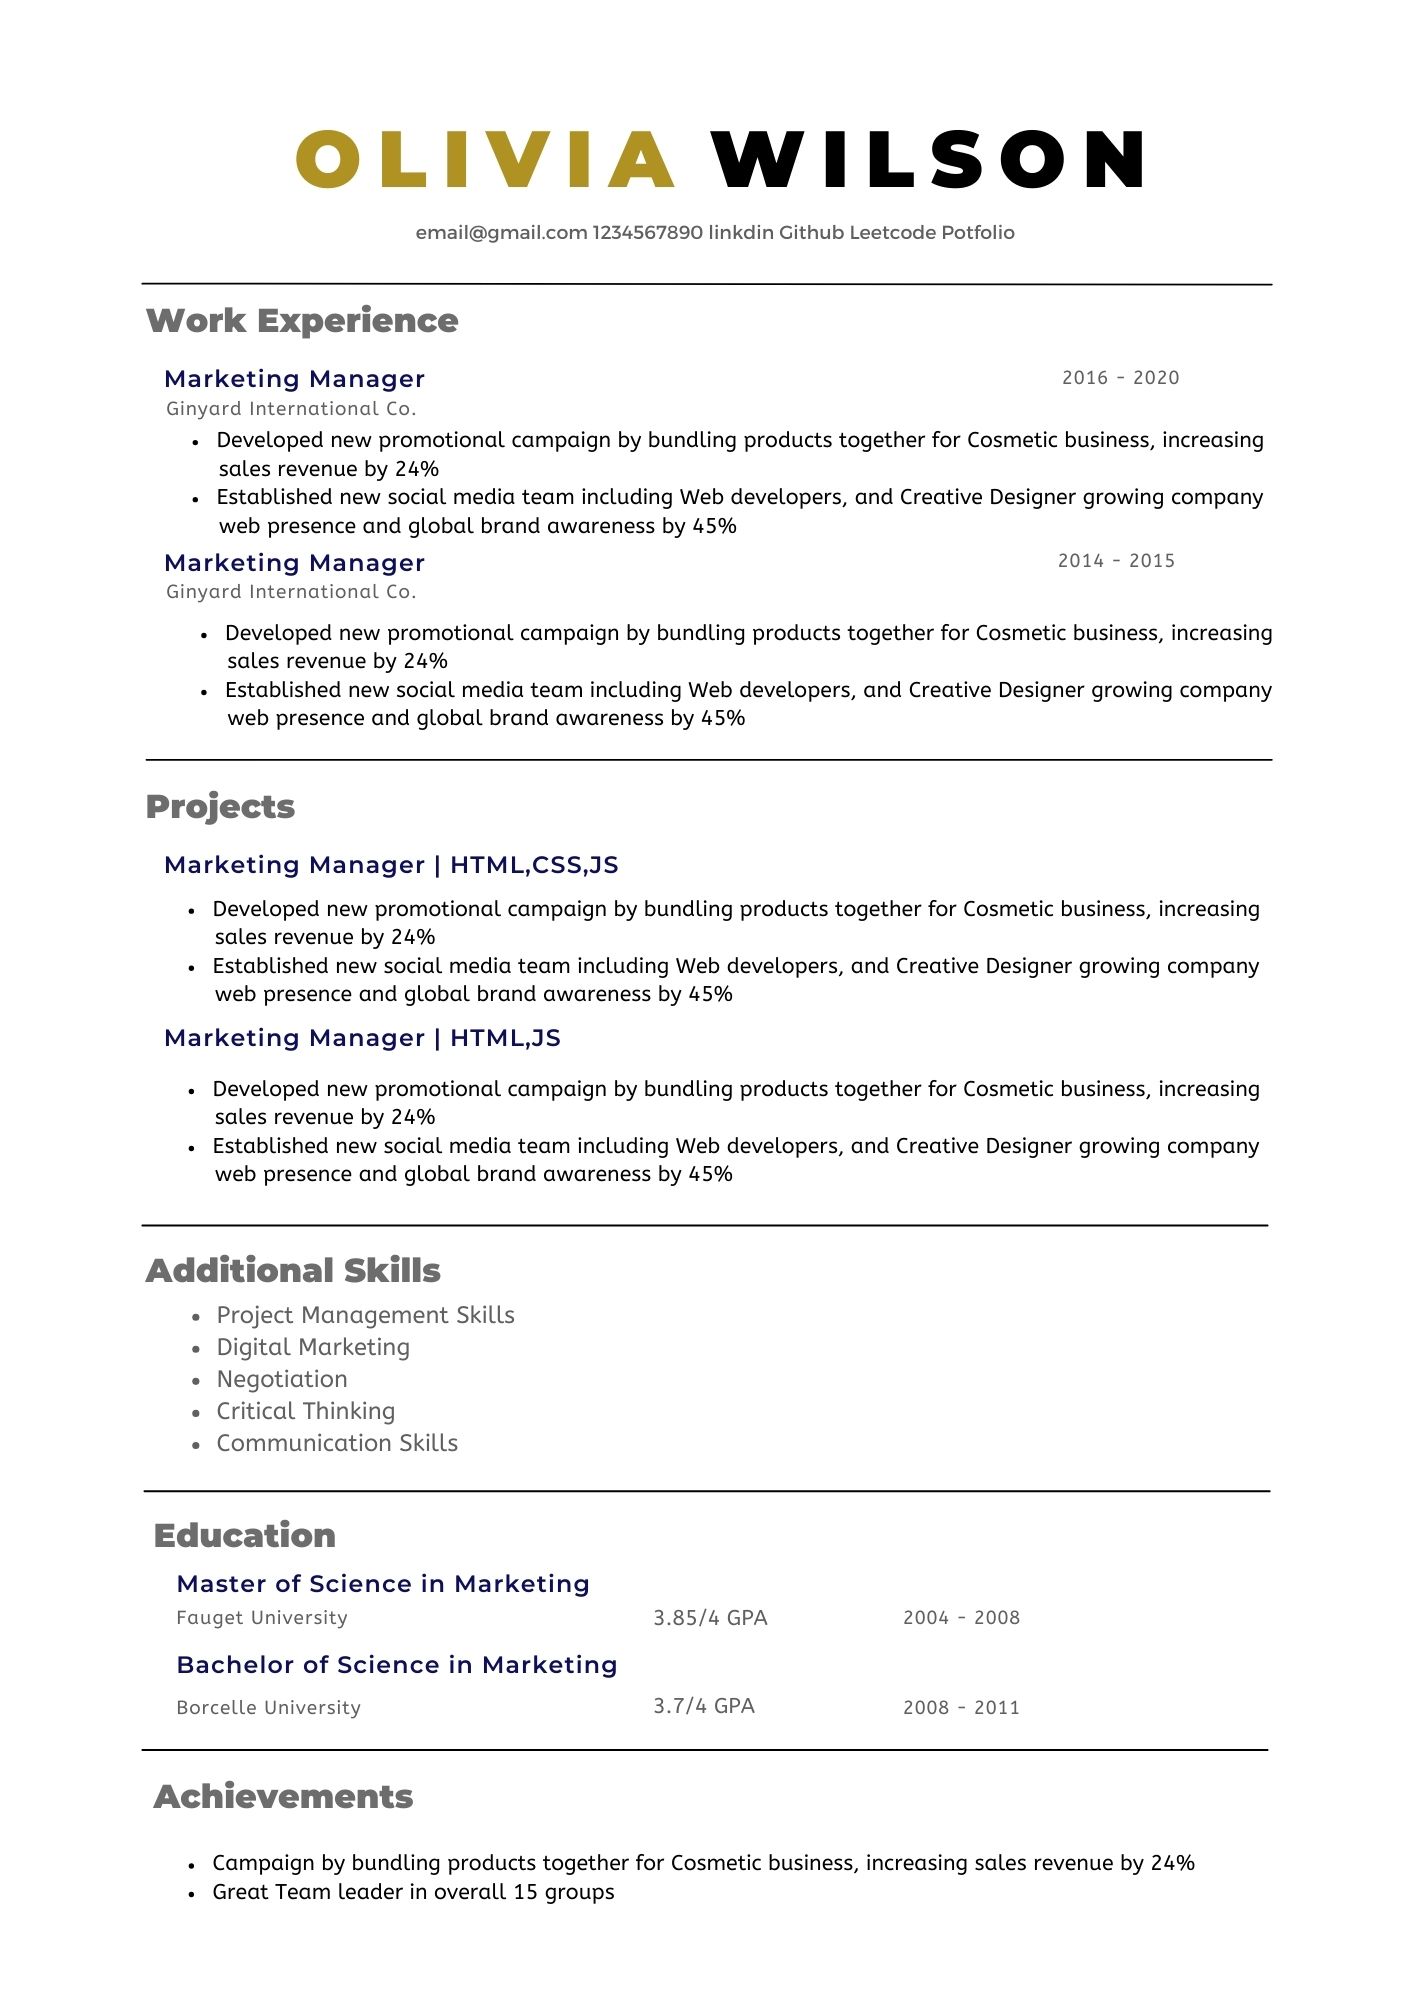 OLIVIA WILSON
email@gmail.com 1234567890 linkdin Github Leetcode Potfolio
Work Experience
Marketing Manager 2016 - 2020
Ginyard International Co.
• Developed new promotional campaign by bundling products together for Cosmetic business, increasing
sales revenue by 24%
• Established new social media team including Web developers, and Creative Designer growing company
web presence and global brand awareness by 45%
Marketing Manager 2014 - 2015
Ginyard International Co.
• Developed new promotional campaign by bundling products together for Cosmetic business, increasing
sales revenue by 24%
• Established new social media team including Web developers, and Creative Designer growing company
web presence and global brand awareness by 45%
Projects
Marketing Manager | HTML,CSS,JS
• Developed new promotional campaign by bundling products together for Cosmetic business, increasing
sales revenue by 24%
• Established new social media team including Web developers, and Creative Designer growing company
web presence and global brand awareness by 45%
Marketing Manager | HTML,JS
• Developed new promotional campaign by bundling products together for Cosmetic business, increasing
sales revenue by 24%
• Established new social media team including Web developers, and Creative Designer growing company
web presence and global brand awareness by 45%
Additional Skills
• Project Management Skills
• Digital Marketing
• Negotiation
• Critical Thinking
• Communication Skills
Education
Master of Science in Marketing
Fauget University 3.85/4 GPA 2004 - 2008
Bachelor of Science in Marketing
Borcelle University 3.7/4 GPA 2008 - 2011
Achievements
• Campaign by bundling products together for Cosmetic business, increasing sales revenue by 24%
• Great Team leader in overall 15 groups